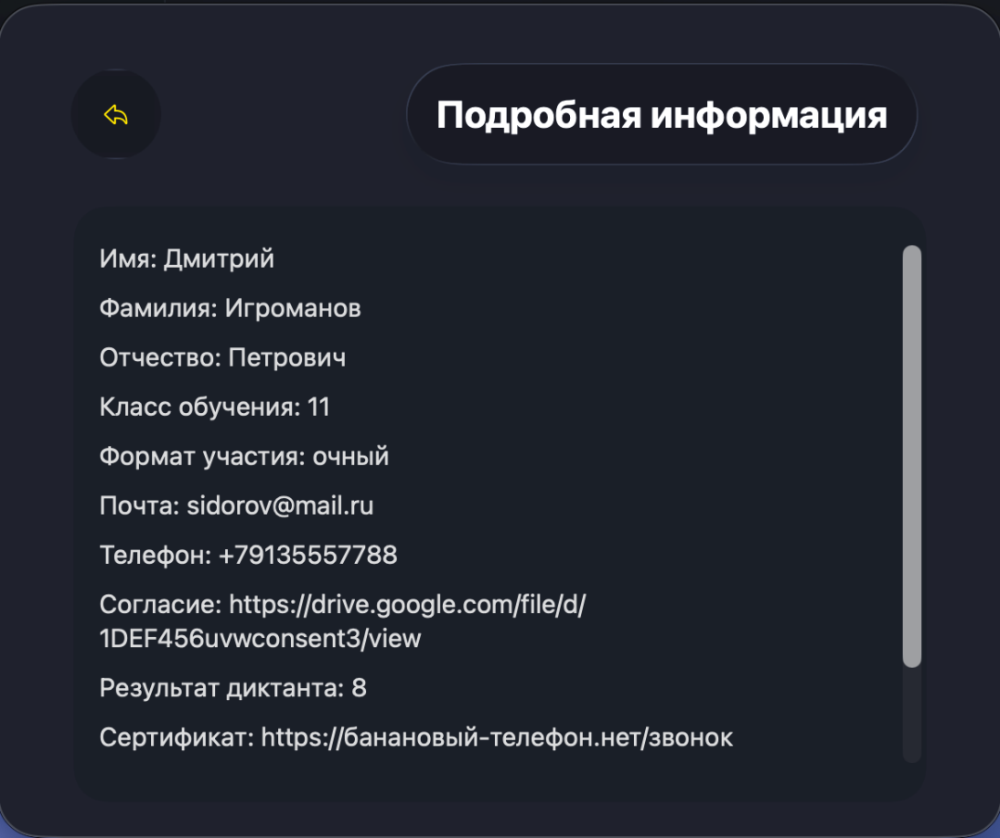 Подробная информация
Имя: Дмитрий
Фамилия: Игроманов
Отчество: Петрович
Класс обучения: 11
Формат участия: очный
Почта: sidorov@mail.ru
Телефон: +79135557788
Согласие: https://drive.google.com/file/d/
1DEF456uvwconsent3/view
Результат диктанта: 8
Сертификат: https://банановый-телефон.нет/звонок